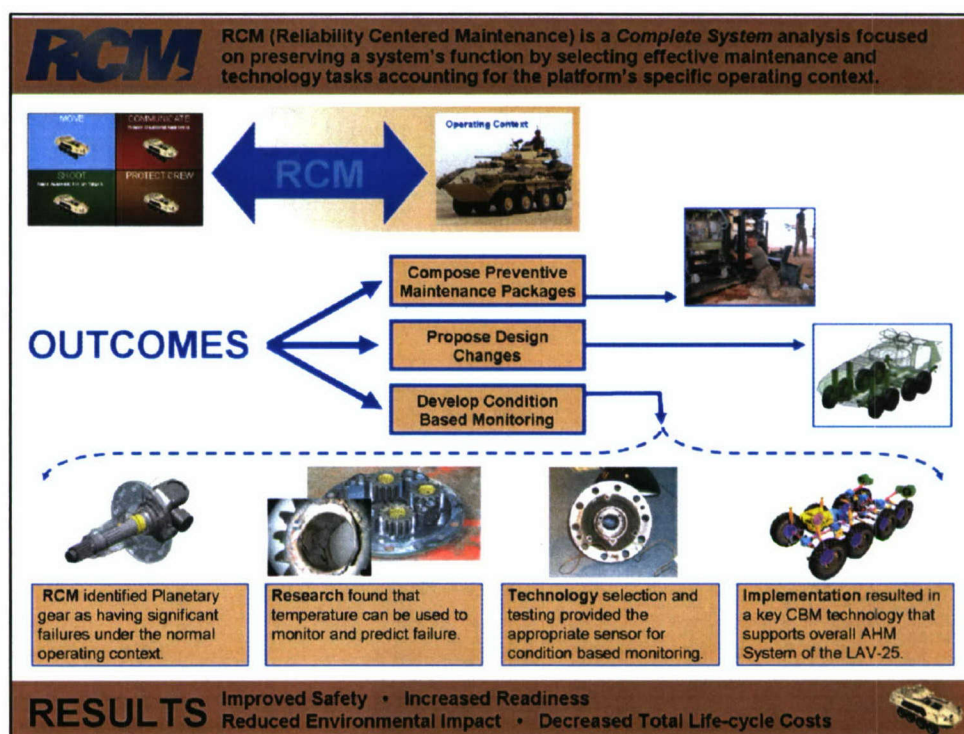 RCM
RCM (Reliability Centered Maintenance) is a Complete System analysis focused
on preserving a system's function by selecting effective maintenance and
technology tasks accounting for the platform's specific operating context.
MOVE
COMMUNICATE
SHOOT
PROTECT CREW
RCM
Operating Context
OUTCOMES
Compose Preventive
Maintenance Packages
Propose Design
Changes
Develop Condition
Based Monitoring
RCM identified Planetary
gear as having significant
failures under the normal
operating context.
Research found that
temperature can be used to
monitor and predict failure.
Technology selection and
testing provided the
appropriate sensor for
condition based monitoring.
Implementation resulted in
a key CBM technology that
supports overall AHM
System of the LAV-25.
RESULTS
Improved Safety • Increased Readiness
Reduced Environmental Impact • Decreased Total Life-cycle Costs